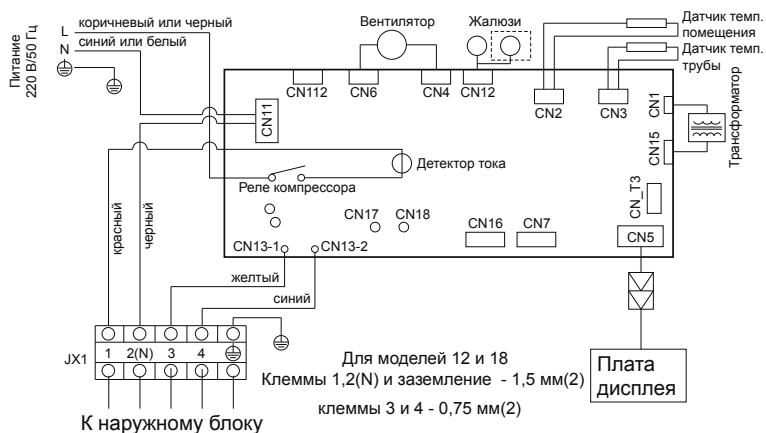 Питание
220 В/50 Гц
L
коричневый или черный
N
синий или белый
Вентилятор
Жалюзи
Датчик темп.
помещения
Датчик темп.
трубы
CN112
CN6
CN4
CN12
CN2
CN3
CN1
CN15
Трансформатор
CN11
Детектор тока
Реле компрессора
CN_T3
CN17
CN18
CN16
CN7
CN5
CN13-1
CN13-2
красный
черный
желтый
синий
JX1
1
2(N)
3
4
К наружному блоку
Для моделей 12 и 18
Клеммы 1,2(N) и заземление - 1,5 мм(2)
клеммы 3 и 4 - 0,75 мм(2)
Плата
дисплея